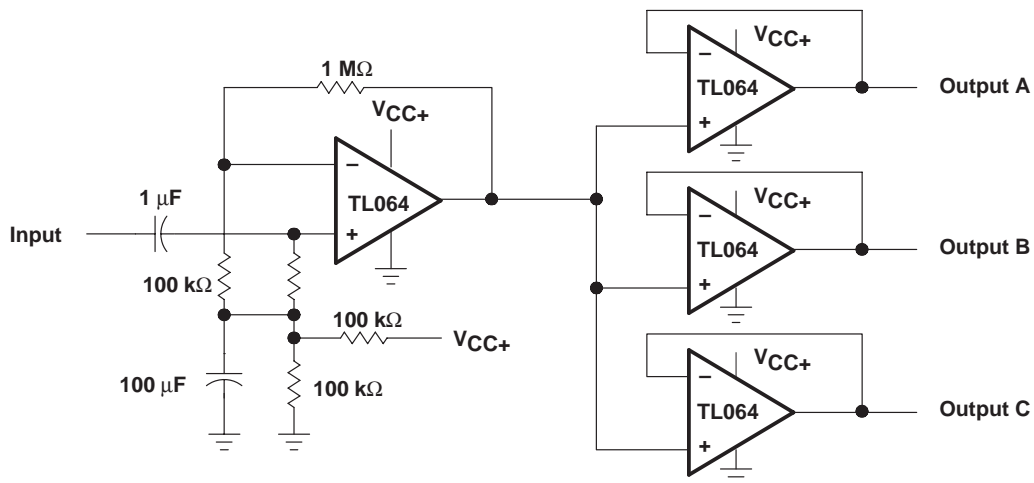 1 MΩ
VCC+
−
TL064
+
1 μF
Input
100 kΩ
100 kΩ
VCC+
100 μF
100 kΩ
VCC+
−
TL064
+
Output A
VCC+
−
TL064
+
Output B
VCC+
−
TL064
+
Output C